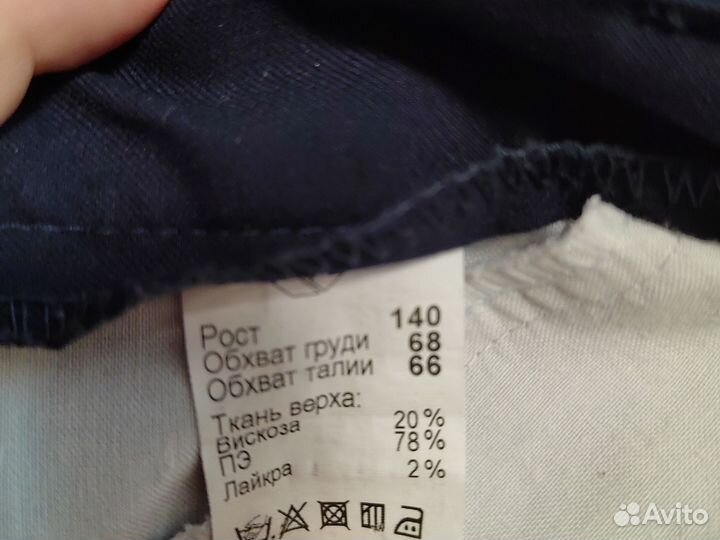 Рост 140
Обхват груди 68
Обхват талии 66
Ткань верха:
Вискоза 20%
ПЭ 78%
Лайкра 2%
Avito